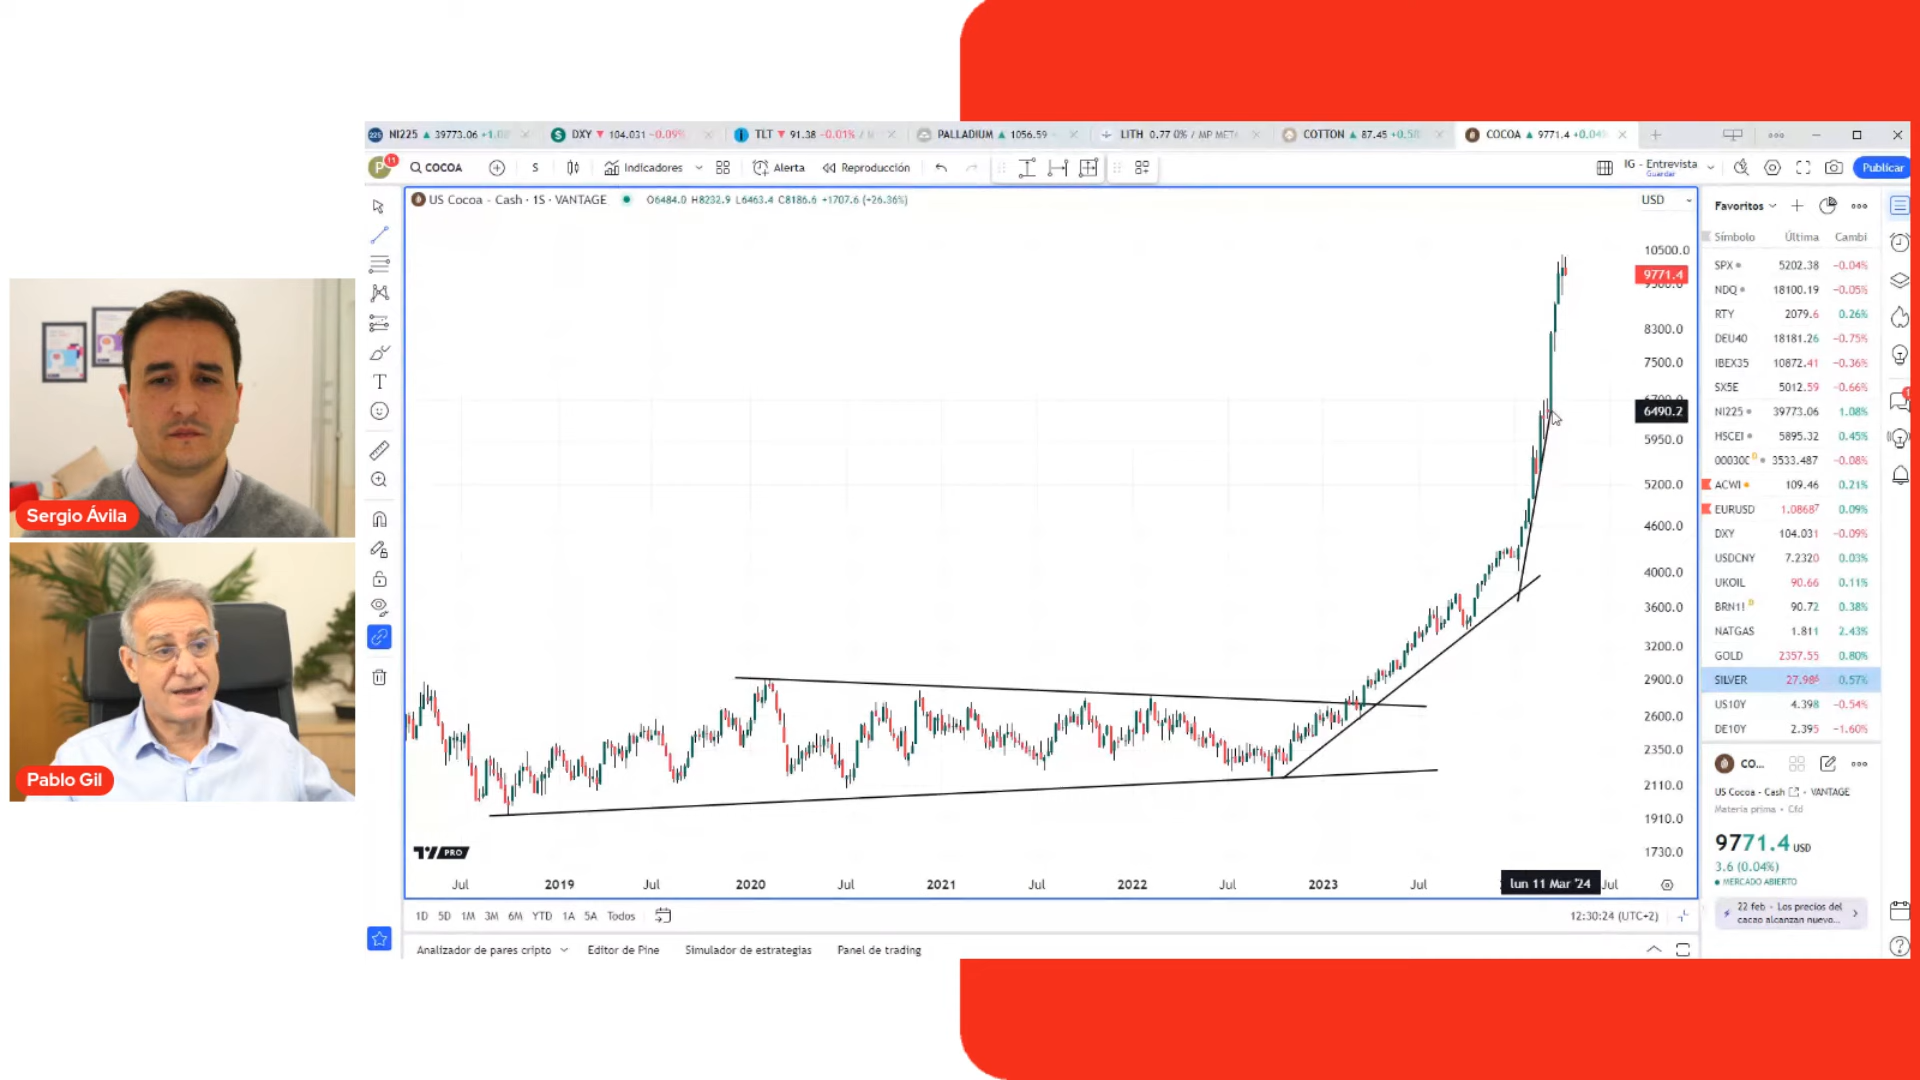 NI225 ▲ 39773.06 +1.08
DXY ▼ 104.031 −0.09%
TLT ▼ 91.38 −0.01% /
PALLADIUM ▲ 1056.59
LITH 0.77 0% / MP META
COTTON ▲ 87.45 +0.58
COCOA ▲ 9771.4 +0.04%
P 11
COCOA
S
Indicadores
Alerta
Reproducción
IG - Entrevista
Guardar
Publicar
US Cocoa - Cash · 1S · VANTAGE
O6484.0 H8232.9 L6463.4 C8186.6 +1707.6 (+26.36%)
USD
10500.0
9771.4
8300.0
7500.0
6490.2
5950.0
5200.0
4600.0
4000.0
3600.0
3200.0
2900.0
2600.0
2350.0
2110.0
1910.0
1730.0
PRO
Jul 2019 Jul 2020 Jul 2021 Jul 2022 Jul 2023 Jul lun 11 Mar '24 Jul
1D 5D 1M 3M 6M YTD 1A 5A Todos
12:30:24 (UTC+2)
Analizador de pares cripto
Editor de Pine
Simulador de estrategias
Panel de trading
Favoritos
Símbolo Última Cambi
SPX 5202.38 −0.04%
NDQ 18100.19 −0.05%
RTY 2079.6 0.26%
DEU40 18181.26 −0.75%
IBEX35 10872.41 −0.36%
SX5E 5012.59 −0.66%
NI225 39773.06 1.08%
HSCEI 5895.32 0.45%
000300 3533.487 −0.08%
ACWI 109.46 0.21%
EURUSD 1.08687 0.09%
DXY 104.031 −0.09%
USDCNY 7.2320 0.03%
UKOIL 90.66 0.11%
BRN1! 90.72 0.38%
NATGAS 1.811 2.43%
GOLD 2357.55 0.80%
SILVER 27.986 0.57%
US10Y 4.398 −0.54%
DE10Y 2.395 −1.60%
CO...
US Cocoa - Cash · VANTAGE
Materia prima · Cfd
9771.4 USD
3.6 (0.04%)
MERCADO ABIERTO
22 feb · Los precios del
cacao alcanzan nuevo...
Sergio Ávila
Pablo Gil